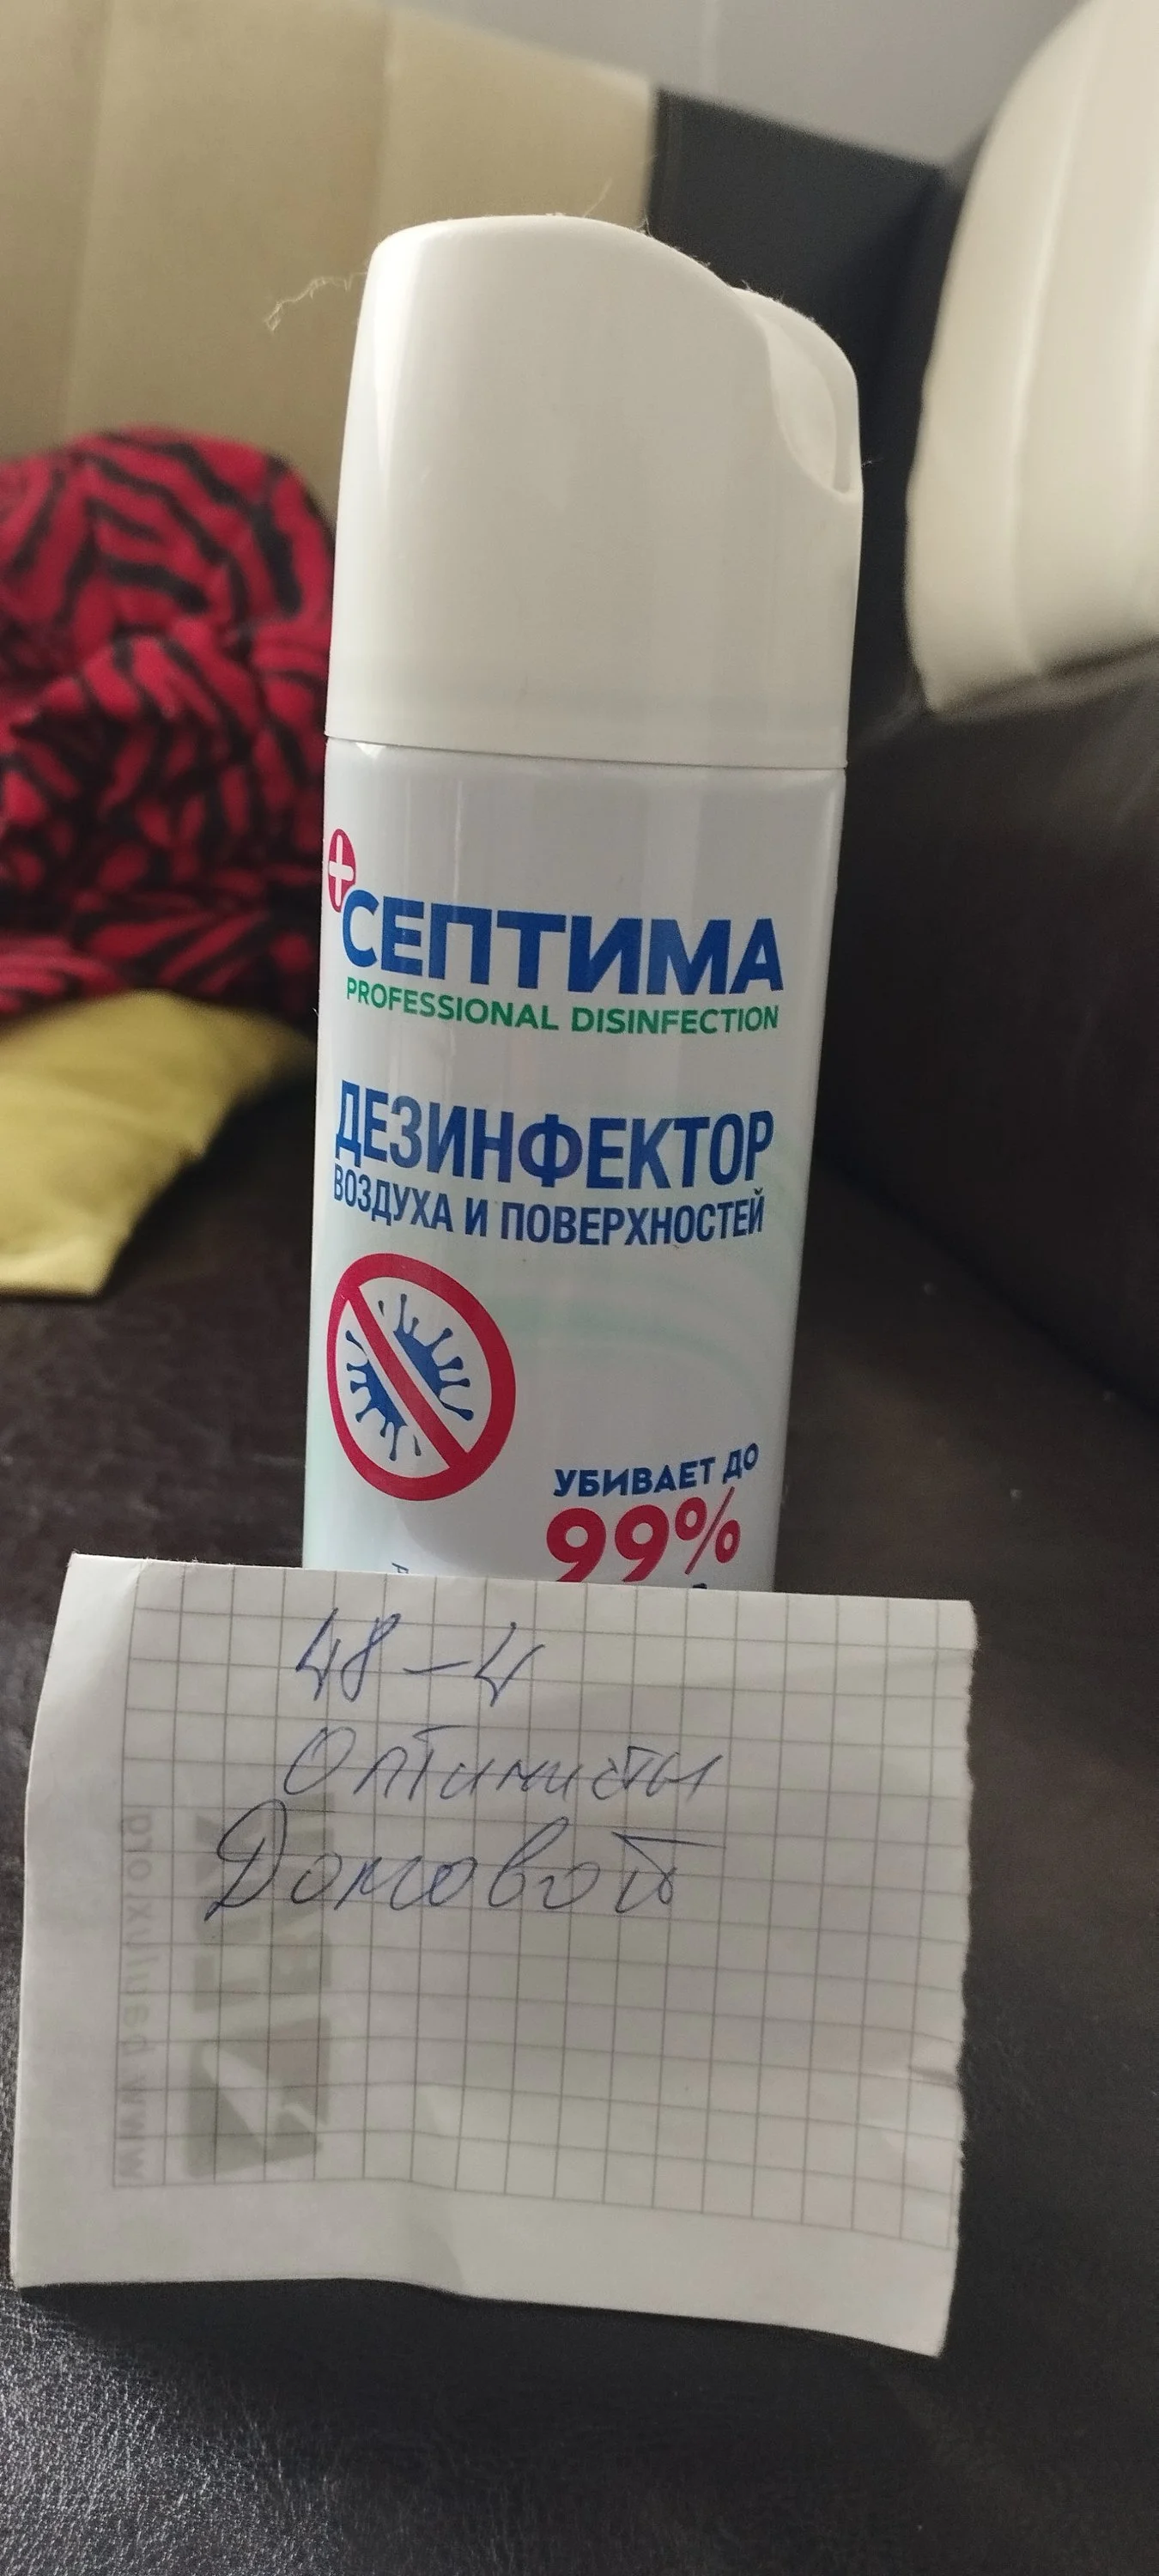 СЕПТИМА
PROFESSIONAL DISINFECTION
ДЕЗИНФЕКТОР
ВОЗДУХА И ПОВЕРХНОСТЕЙ
УБИВАЕТ ДО
99%
48-4
Оптимисты
Домовой